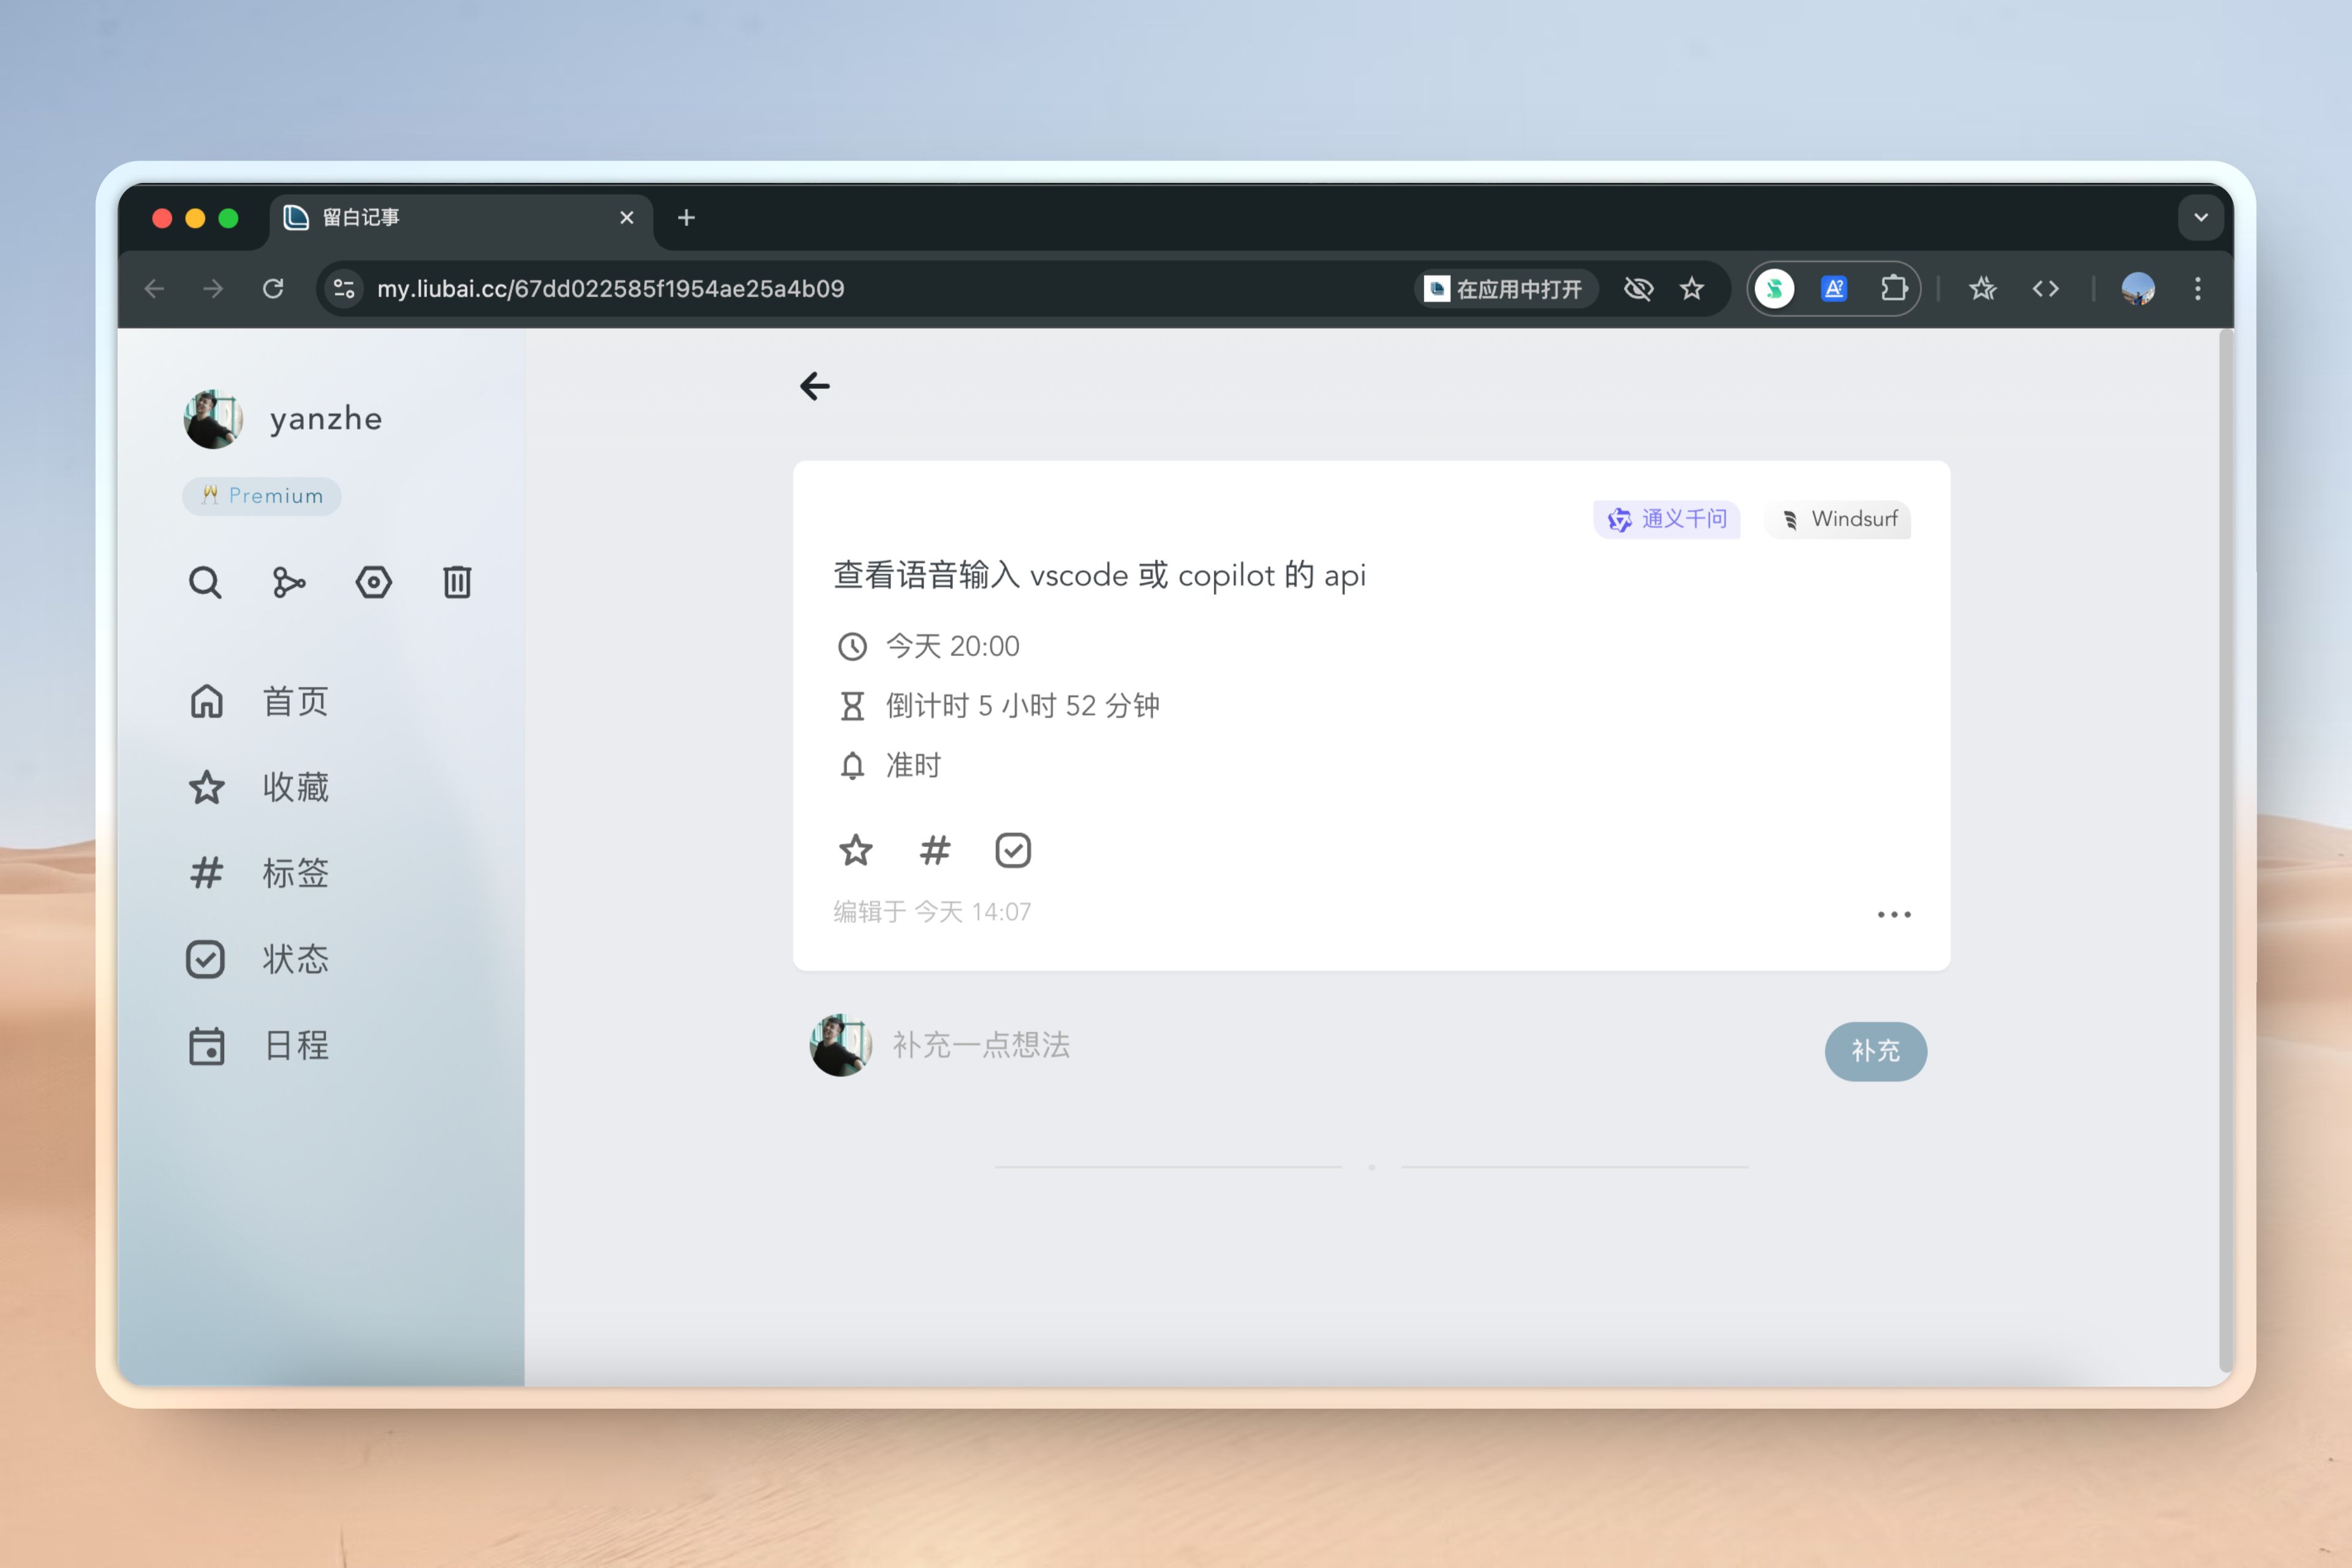 留白记事
my.liubai.cc/67dd022585f1954ae25a4b09
在应用中打开
yanzhe
Premium
首页
收藏
标签
状态
日程
通义千问
Windsurf
查看语音输入 vscode 或 copilot 的 api
今天 20:00
倒计时 5 小时 52 分钟
准时
编辑于 今天 14:07
补充一点想法
补充